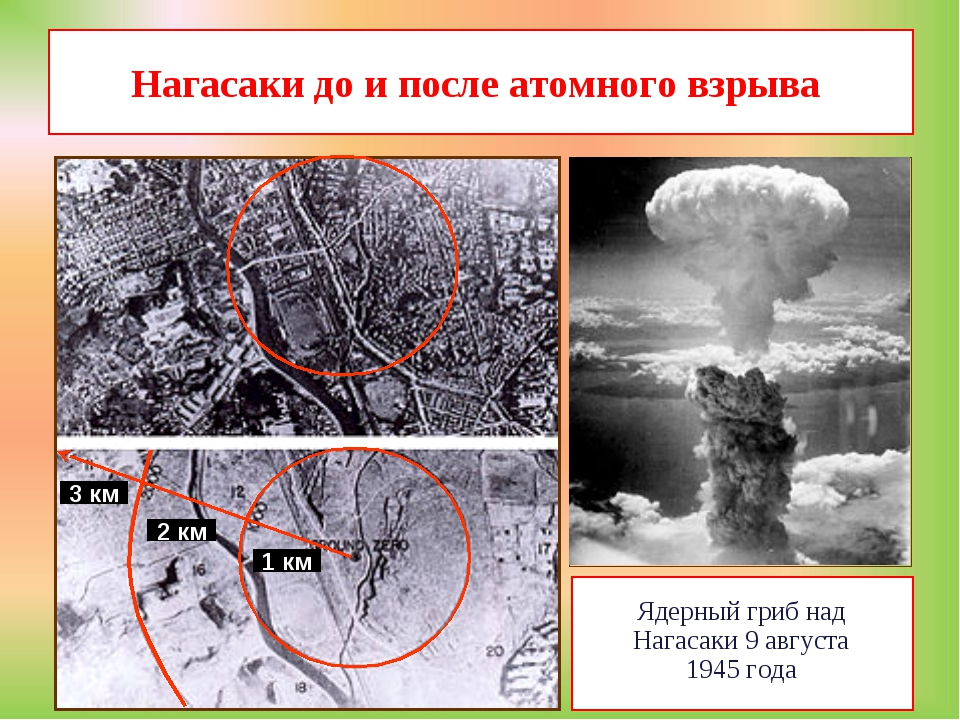 Нагасаки до и после атомного взрыва
3 км
2 км
1 км
12
16
GROUND ZERO
17
18
20
Ядерный гриб над
Нагасаки 9 августа
1945 года